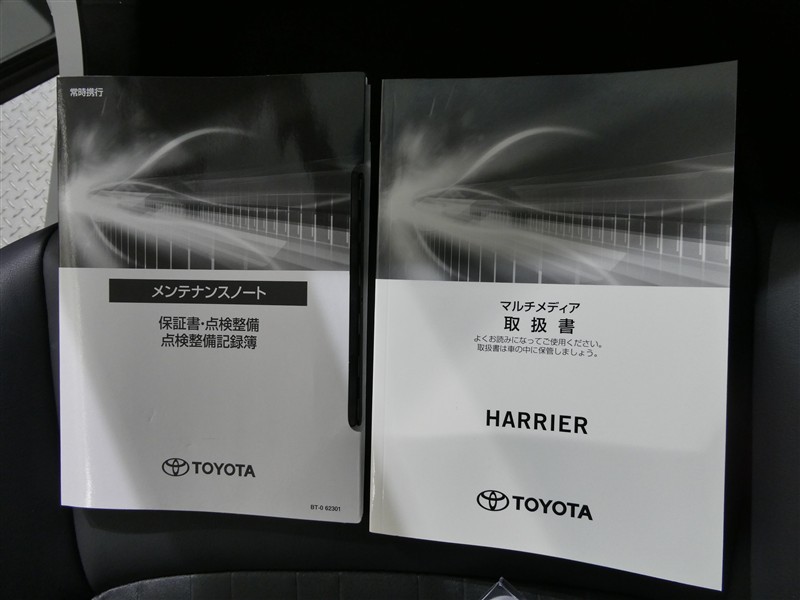 常時携行
メンテナンスノート
保証書・点検整備
点検整備記録簿
TOYOTA
BT-0 62301
マルチメディア
取扱書
よくお読みになってご使用ください。
取扱書は車の中に保管しましょう。
HARRIER
TOYOTA